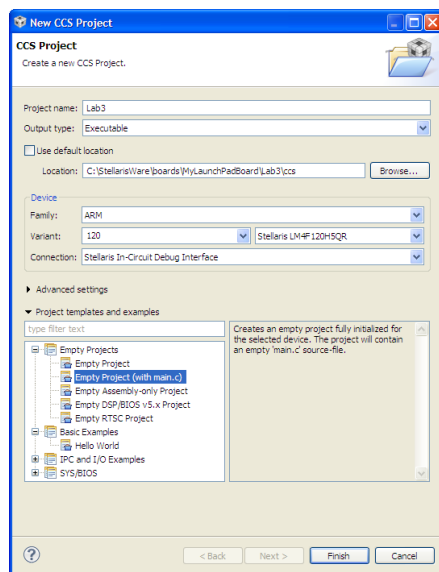 New CCS Project
CCS Project
Create a new CCS Project.
Project name: Lab3
Output type: Executable
Use default location
Location: C:\StellarisWare\boards\MyLaunchPadBoard\Lab3\ccs Browse...
Device
Family: ARM
Variant: 120 Stellaris LM4F120H5QR
Connection: Stellaris In-Circuit Debug Interface
Advanced settings
Project templates and examples
type filter text
Creates an empty project fully initialized for
the selected device. The project will contain
an empty 'main.c' source-file.
Empty Projects
Empty Project
Empty Project (with main.c)
Empty Assembly-only Project
Empty DSP/BIOS v5.x Project
Empty RTSC Project
Basic Examples
Hello World
IPC and I/O Examples
SYS/BIOS
? < Back Next > Finish Cancel